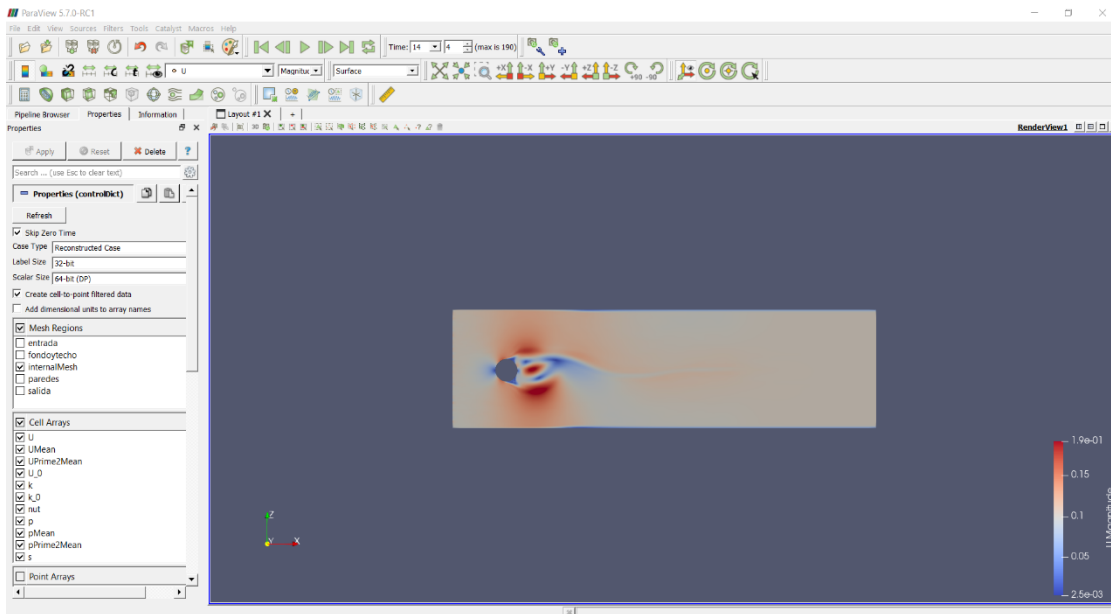 ParaView 5.7.0-RC1
File Edit View Sources Filters Tools Catalyst Macros Help
Time: 14 4 (max is 190)
U Magnitu Surface
+X -X +Y -Y +Z -Z +90 -90
Pipeline Browser Properties Information Layout #1 X +
Properties
3D
RenderView1
Apply Reset Delete ?
Search ... (use Esc to clear text)
Properties (controlDict)
Refresh
Skip Zero Time
Case Type Reconstructed Case
Label Size 32-bit
Scalar Size 64-bit (DP)
Create cell-to-point filtered data
Add dimensional units to array names
Mesh Regions
entrada
fondoytecho
internalMesh
paredes
salida
Cell Arrays
U
UMean
UPrime2Mean
U_0
k
k_0
nut
p
pMean
pPrime2Mean
s
Point Arrays
Z
Y X
1.9e-01
0.15
0.1
0.05
2.5e-03
U Magnitude